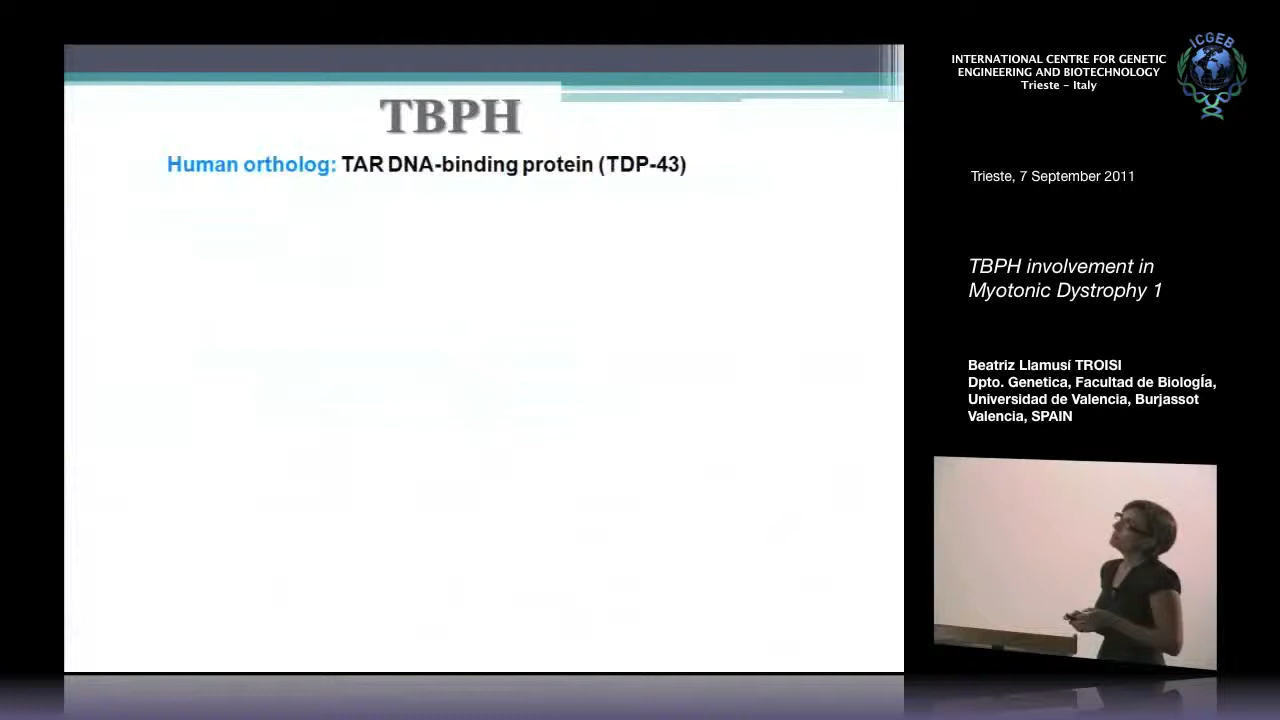 TBPH
Human ortholog: TAR DNA-binding protein (TDP-43)
INTERNATIONAL CENTRE FOR GENETIC
ENGINEERING AND BIOTECHNOLOGY
Trieste – Italy
ICGEB
Trieste, 7 September 2011
TBPH involvement in
Myotonic Dystrophy 1
Beatriz Llamusí TROISI
Dpto. Genetica, Facultad de BiologÍa,
Universidad de Valencia, Burjassot
Valencia, SPAIN